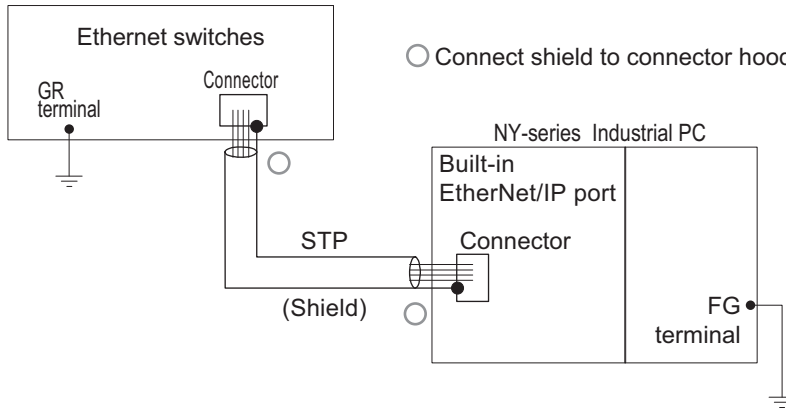 Ethernet switches
GR
terminal
Connector
Connect shield to connector hood
NY-series Industrial PC
Built-in
EtherNet/IP port
Connector
STP
(Shield)
FG
terminal